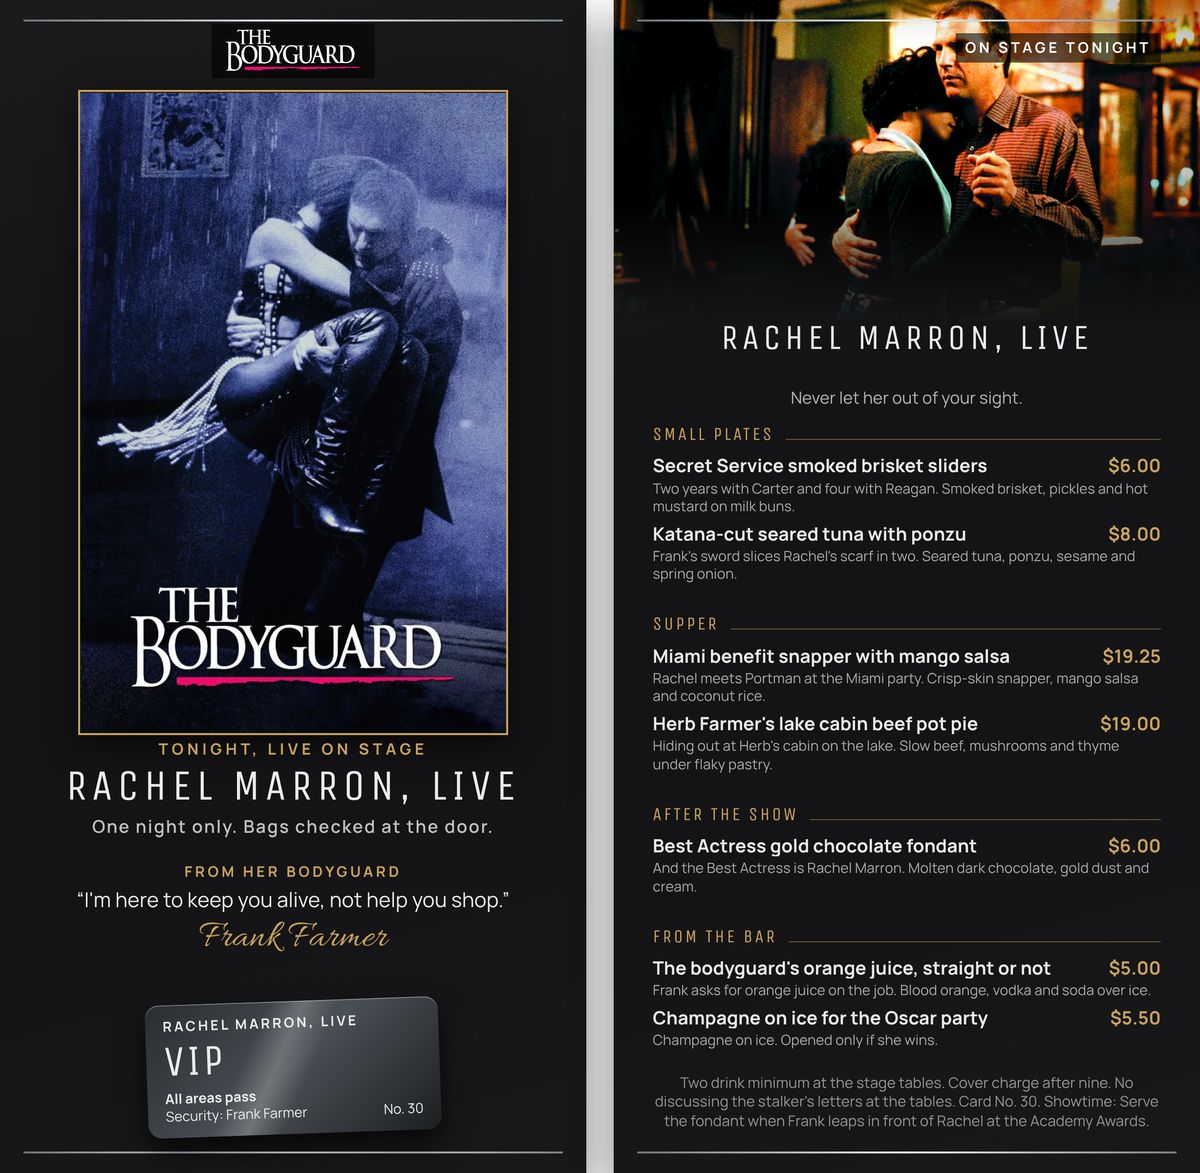 THE
BODYGUARD
THE
BODYGUARD
TONIGHT, LIVE ON STAGE
RACHEL MARRON, LIVE
One night only. Bags checked at the door.
FROM HER BODYGUARD
“I'm here to keep you alive, not help you shop.”
Frank Farmer
RACHEL MARRON, LIVE
VIP
All areas pass
Security: Frank Farmer
No. 30
ON STAGE TONIGHT
RACHEL MARRON, LIVE
Never let her out of your sight.
SMALL PLATES
Secret Service smoked brisket sliders $6.00
Two years with Carter and four with Reagan. Smoked brisket, pickles and hot
mustard on milk buns.
Katana-cut seared tuna with ponzu $8.00
Frank's sword slices Rachel's scarf in two. Seared tuna, ponzu, sesame and
spring onion.
SUPPER
Miami benefit snapper with mango salsa $19.25
Rachel meets Portman at the Miami party. Crisp-skin snapper, mango salsa
and coconut rice.
Herb Farmer's lake cabin beef pot pie $19.00
Hiding out at Herb's cabin on the lake. Slow beef, mushrooms and thyme
under flaky pastry.
AFTER THE SHOW
Best Actress gold chocolate fondant $6.00
And the Best Actress is Rachel Marron. Molten dark chocolate, gold dust and
cream.
FROM THE BAR
The bodyguard's orange juice, straight or not $5.00
Frank asks for orange juice on the job. Blood orange, vodka and soda over ice.
Champagne on ice for the Oscar party $5.50
Champagne on ice. Opened only if she wins.
Two drink minimum at the stage tables. Cover charge after nine. No
discussing the stalker's letters at the tables. Card No. 30. Showtime: Serve
the fondant when Frank leaps in front of Rachel at the Academy Awards.